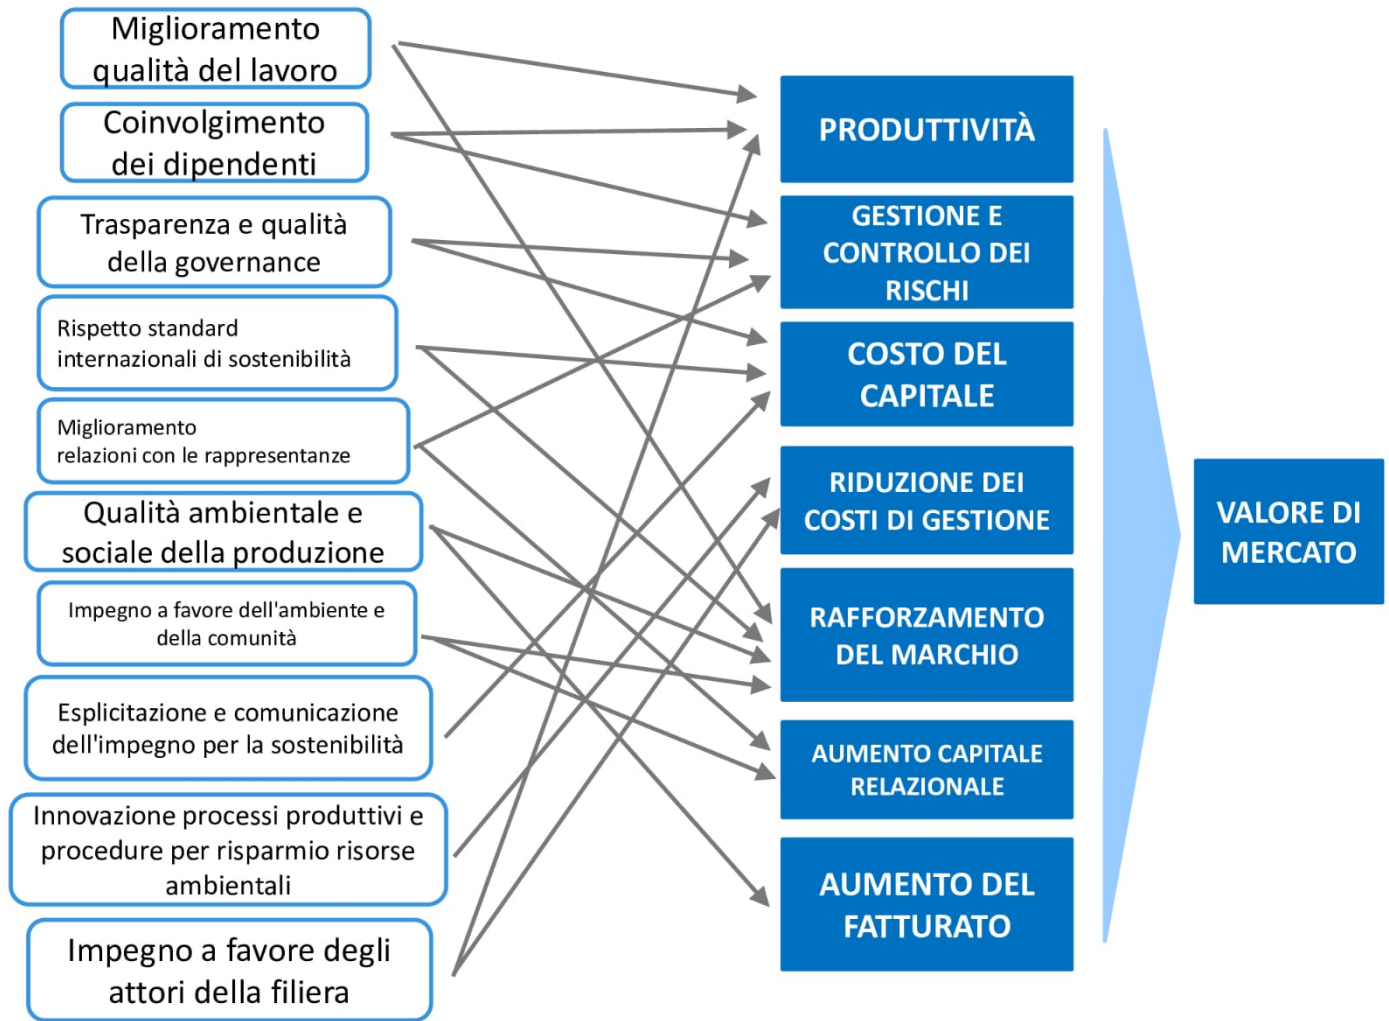 Miglioramento
qualità del lavoro
Coinvolgimento
dei dipendenti
Trasparenza e qualità
della governance
Rispetto standard
internazionali di sostenibilità
Miglioramento
relazioni con le rappresentanze
Qualità ambientale e
sociale della produzione
Impegno a favore dell'ambiente e
della comunità
Esplicitazione e comunicazione
dell'impegno per la sostenibilità
Innovazione processi produttivi e
procedure per risparmio risorse
ambientali
Impegno a favore degli
attori della filiera
PRODUTTIVITÀ
GESTIONE E
CONTROLLO DEI
RISCHI
COSTO DEL
CAPITALE
RIDUZIONE DEI
COSTI DI GESTIONE
RAFFORZAMENTO
DEL MARCHIO
AUMENTO CAPITALE
RELAZIONALE
AUMENTO DEL
FATTURATO
VALORE DI
MERCATO